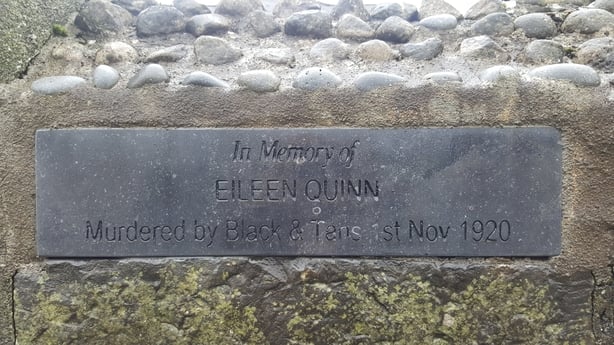 In Memory of
EILEEN QUINN
Murdered by Black & Tans 1st Nov 1920